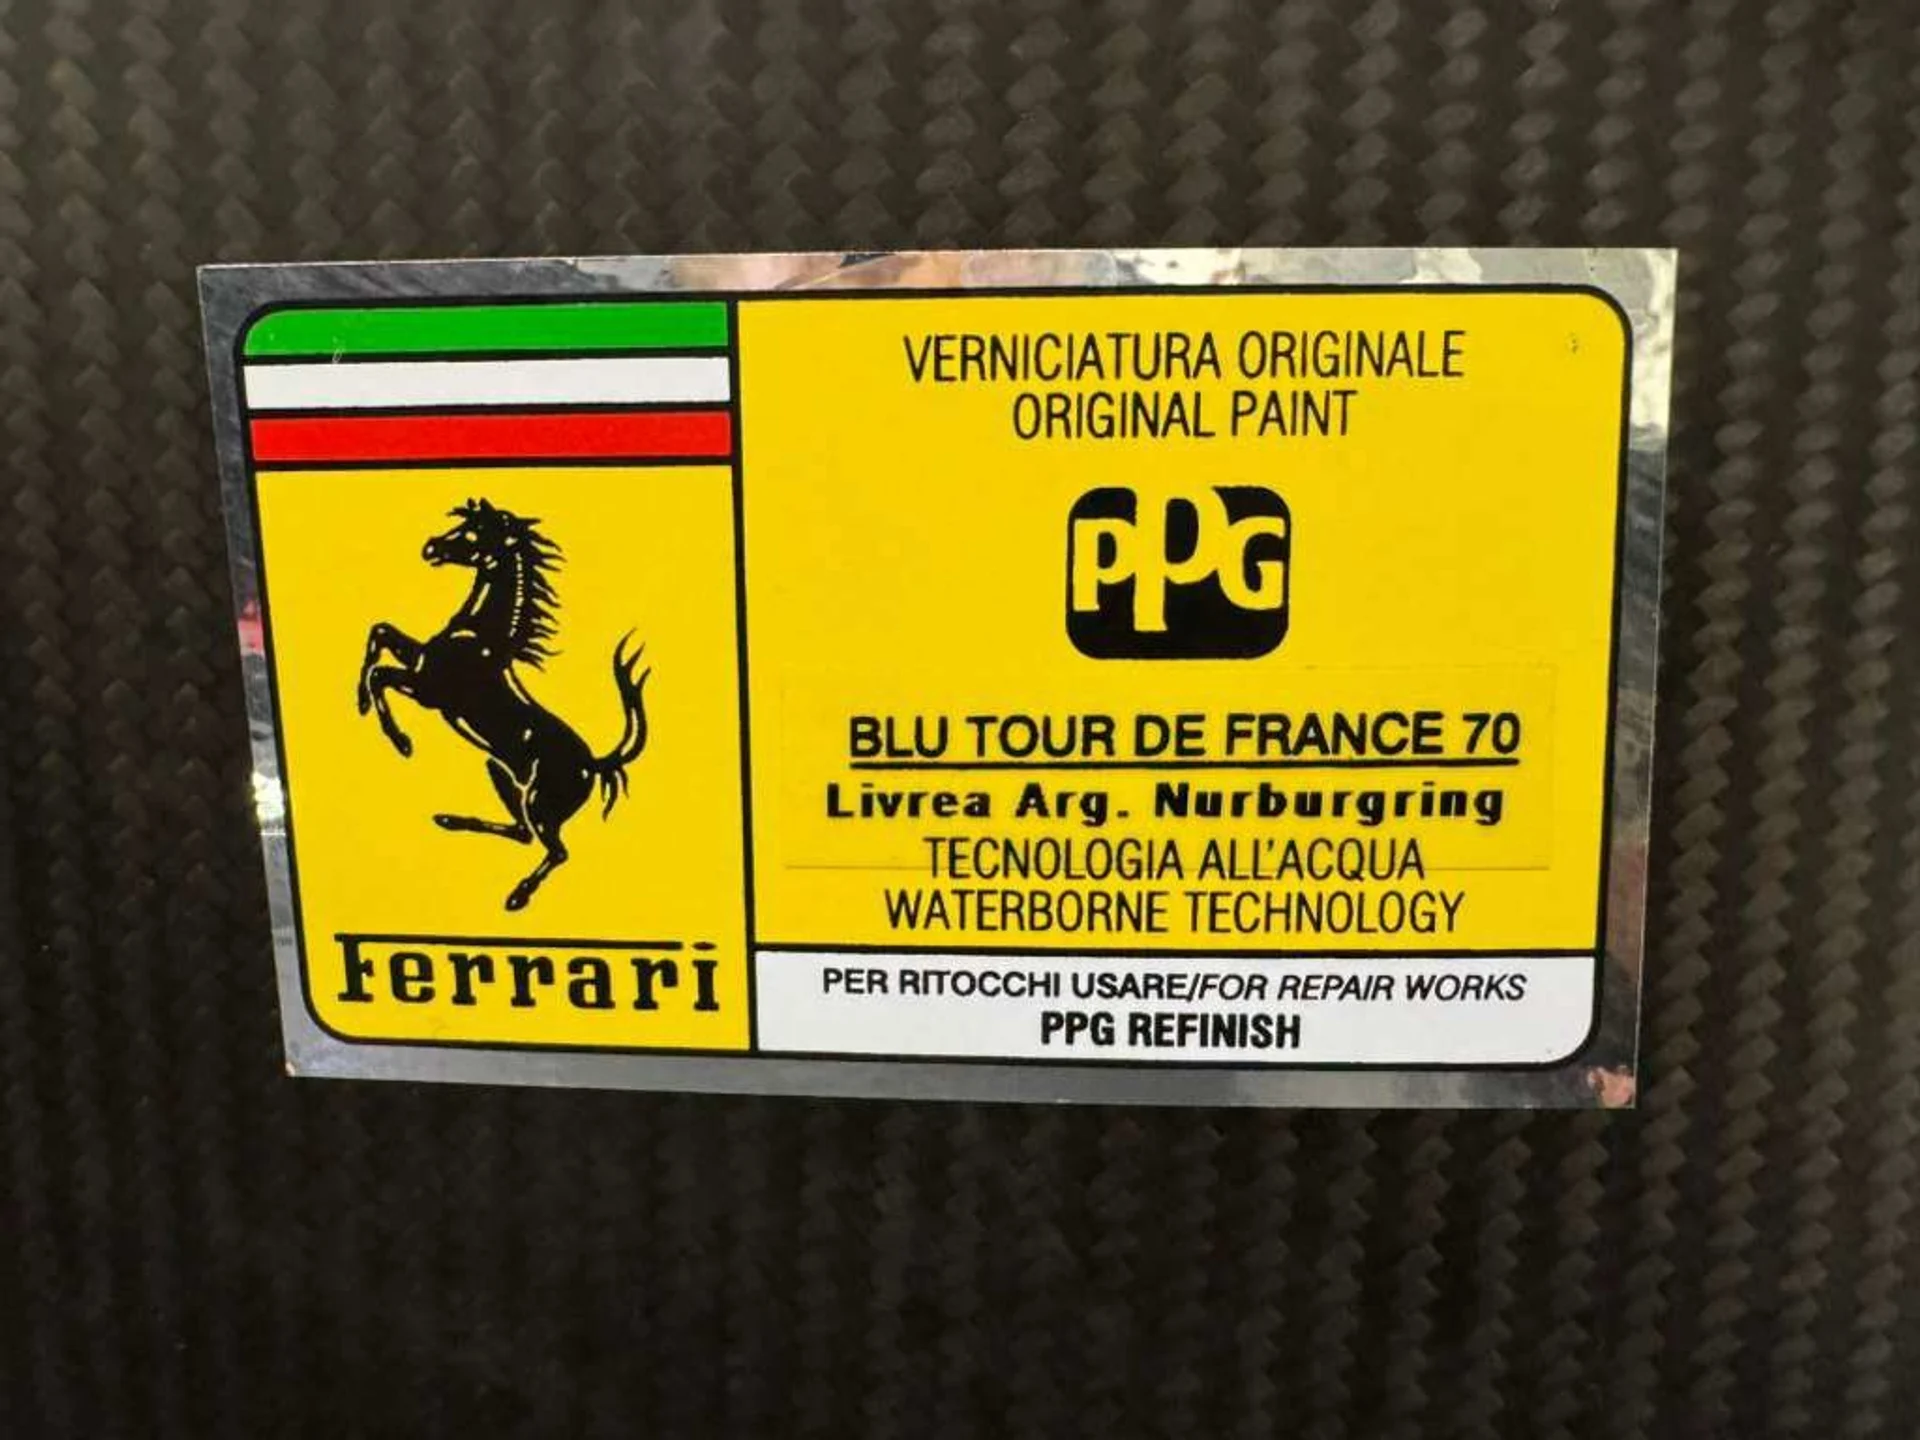 VERNICIATURA ORIGINALE
ORIGINAL PAINT
PPG
BLU TOUR DE FRANCE 70
Livrea Arg. Nurburgring
TECNOLOGIA ALL'ACQUA
WATERBORNE TECHNOLOGY
Ferrari
PER RITOCCHI USARE/FOR REPAIR WORKS
PPG REFINISH